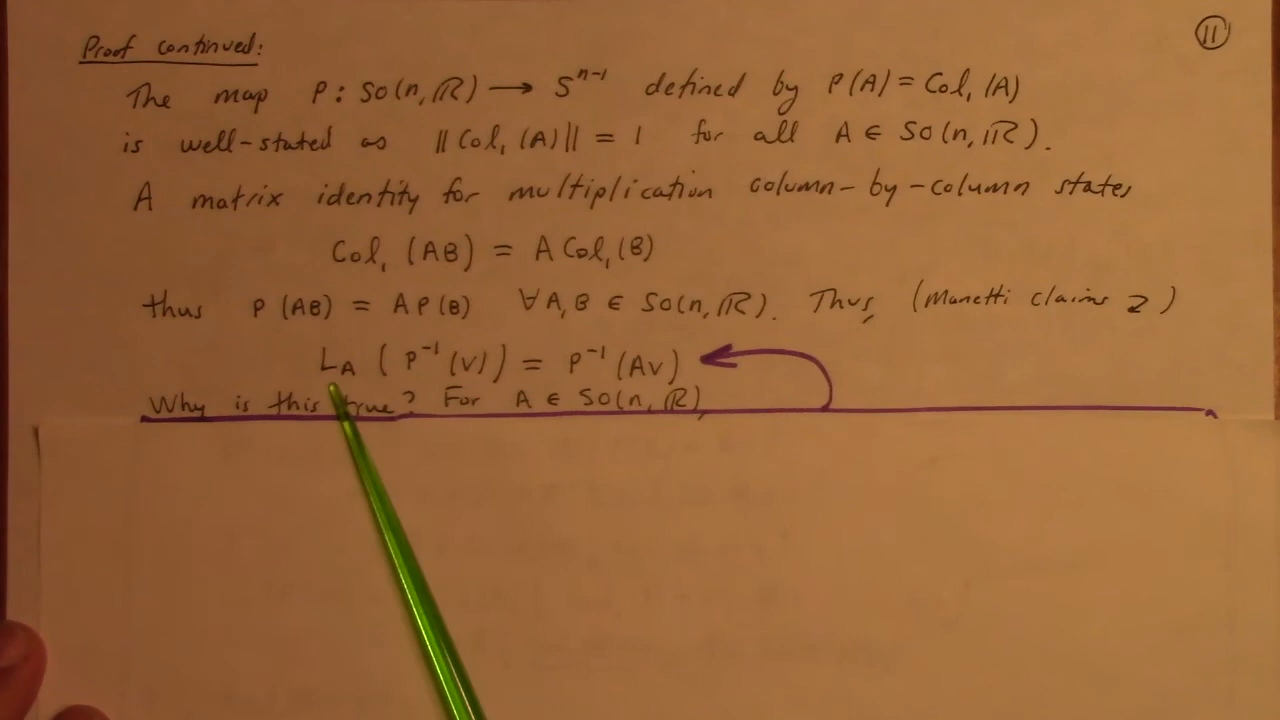 Proof continued:
11
The map P : SO(n, ℝ) → S^{n-1} defined by P(A) = Col₁(A)
is well-stated as ‖Col₁(A)‖ = 1 for all A ∈ SO(n, ℝ).
A matrix identity for multiplication column-by-column states
Col₁(AB) = A Col₁(B)
thus P(AB) = A P(B) ∀A,B ∈ SO(n, ℝ). Thus, (Manetti claims 2)
L_A (P^{-1}(v)) = P^{-1}(Av)
Why is this true? For A ∈ SO(n, ℝ),